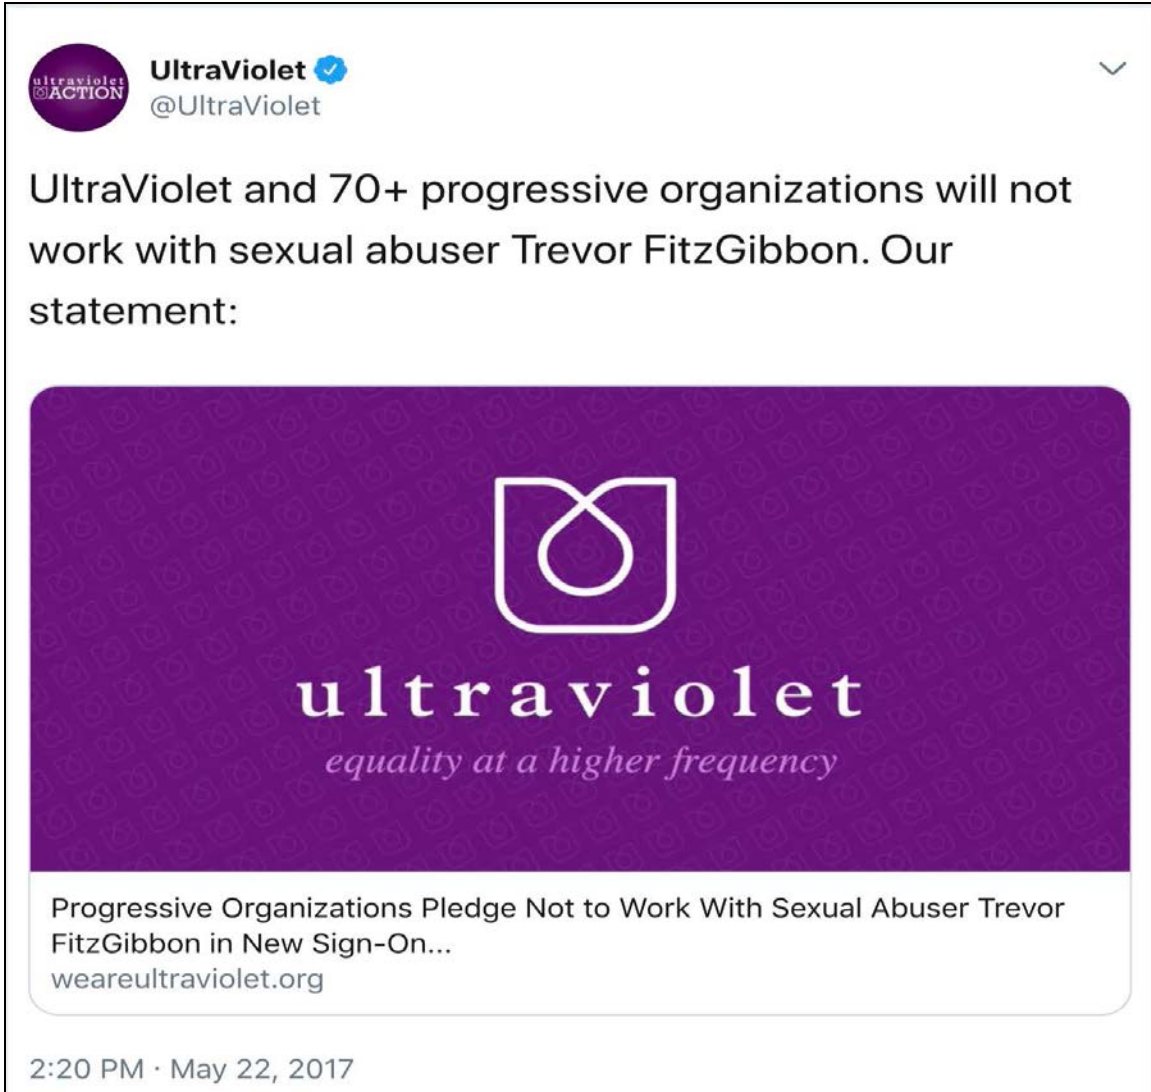 ultraviolet
ACTION
UltraViolet
@UltraViolet
UltraViolet and 70+ progressive organizations will not
work with sexual abuser Trevor FitzGibbon. Our
statement:
ultraviolet
equality at a higher frequency
Progressive Organizations Pledge Not to Work With Sexual Abuser Trevor
FitzGibbon in New Sign-On...
weareultraviolet.org
2:20 PM · May 22, 2017